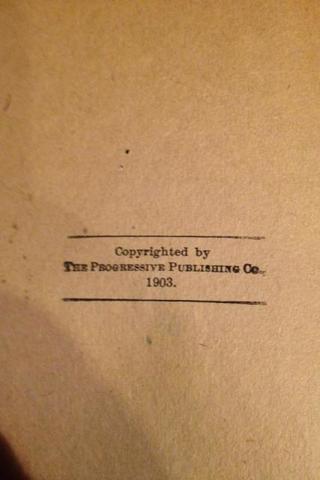 Copyrighted by
THE PROGRESSIVE PUBLISHING CO.,
1903.